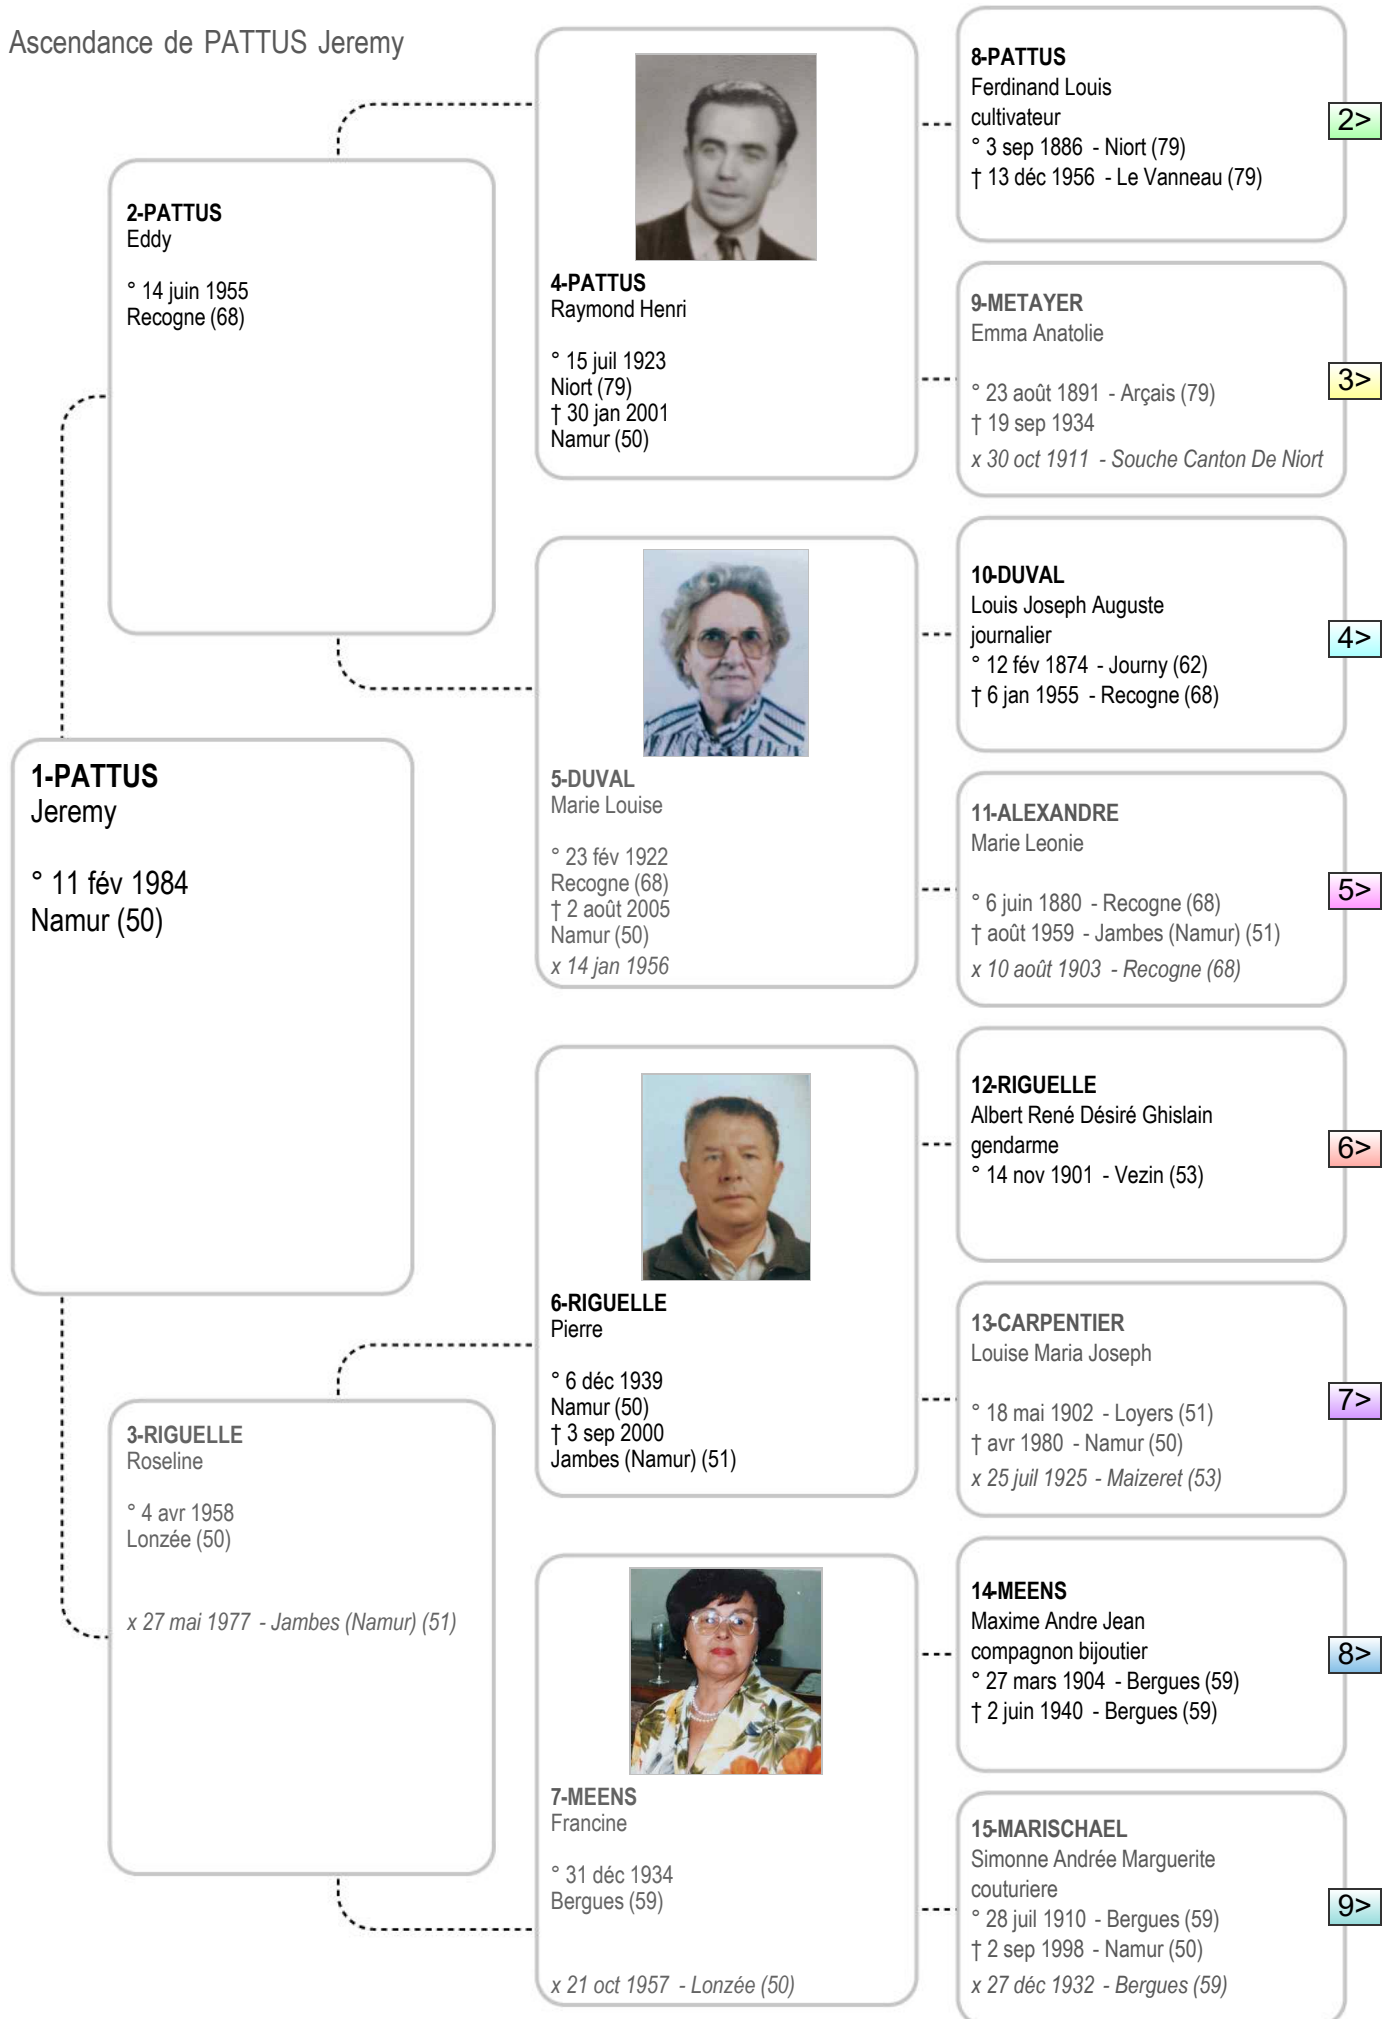 Ascendance de PATTUS Jeremy
1-PATTUS
Jeremy
° 11 fév 1984
Namur (50)
2-PATTUS
Eddy
° 14 juin 1955
Recogne (68)
3-RIGUELLE
Roseline
° 4 avr 1958
Lonzée (50)
x 27 mai 1977 - Jambes (Namur) (51)
4-PATTUS
Raymond Henri
° 15 juil 1923
Niort (79)
† 30 jan 2001
Namur (50)
5-DUVAL
Marie Louise
° 23 fév 1922
Recogne (68)
† 2 août 2005
Namur (50)
x 14 jan 1956
6-RIGUELLE
Pierre
° 6 déc 1939
Namur (50)
† 3 sep 2000
Jambes (Namur) (51)
7-MEENS
Francine
° 31 déc 1934
Bergues (59)
x 21 oct 1957 - Lonzée (50)
8-PATTUS
Ferdinand Louis
cultivateur
° 3 sep 1886 - Niort (79)
† 13 déc 1956 - Le Vanneau (79)
2>
9-METAYER
Emma Anatolie
° 23 août 1891 - Arçais (79)
† 19 sep 1934
x 30 oct 1911 - Souche Canton De Niort
3>
10-DUVAL
Louis Joseph Auguste
journalier
° 12 fév 1874 - Journy (62)
† 6 jan 1955 - Recogne (68)
4>
11-ALEXANDRE
Marie Leonie
° 6 juin 1880 - Recogne (68)
† août 1959 - Jambes (Namur) (51)
x 10 août 1903 - Recogne (68)
5>
12-RIGUELLE
Albert René Désiré Ghislain
gendarme
° 14 nov 1901 - Vezin (53)
6>
13-CARPENTIER
Louise Maria Joseph
° 18 mai 1902 - Loyers (51)
† avr 1980 - Namur (50)
x 25 juil 1925 - Maizeret (53)
7>
14-MEENS
Maxime Andre Jean
compagnon bijoutier
° 27 mars 1904 - Bergues (59)
† 2 juin 1940 - Bergues (59)
8>
15-MARISCHAEL
Simonne Andrée Marguerite
couturiere
° 28 juil 1910 - Bergues (59)
† 2 sep 1998 - Namur (50)
x 27 déc 1932 - Bergues (59)
9>